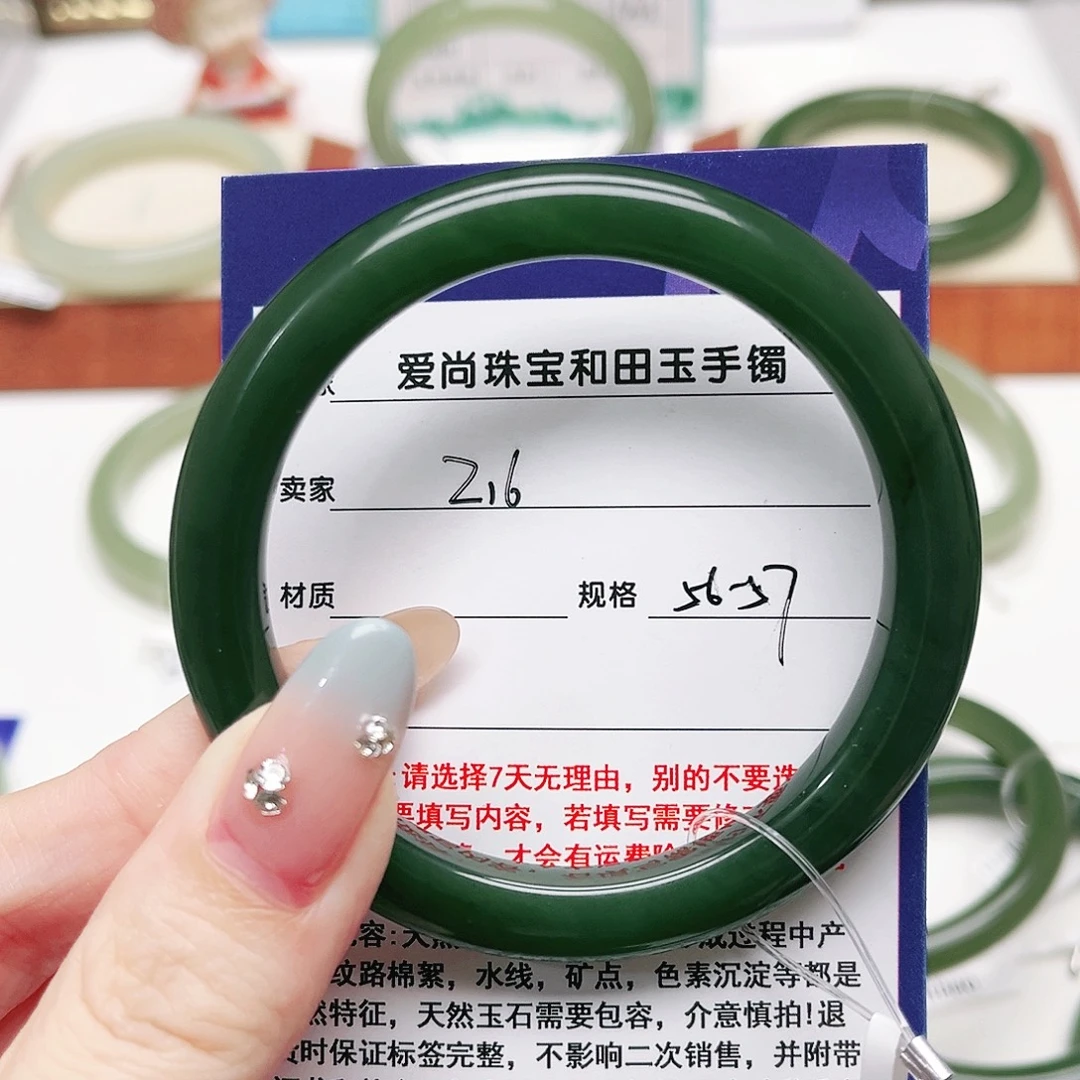 爱尚珠宝和田玉手镯
卖家 216
材质 规格 56-57
请选择7天无理由，别的不要选
要填写内容，若填写需要修
才会有运费险
容：天然 成过程中产
纹路棉絮，水线，矿点，色素沉淀等都是
然特征，天然玉石需要包容，介意慎拍！退
货时保证标签完整，不影响二次销售，并附带